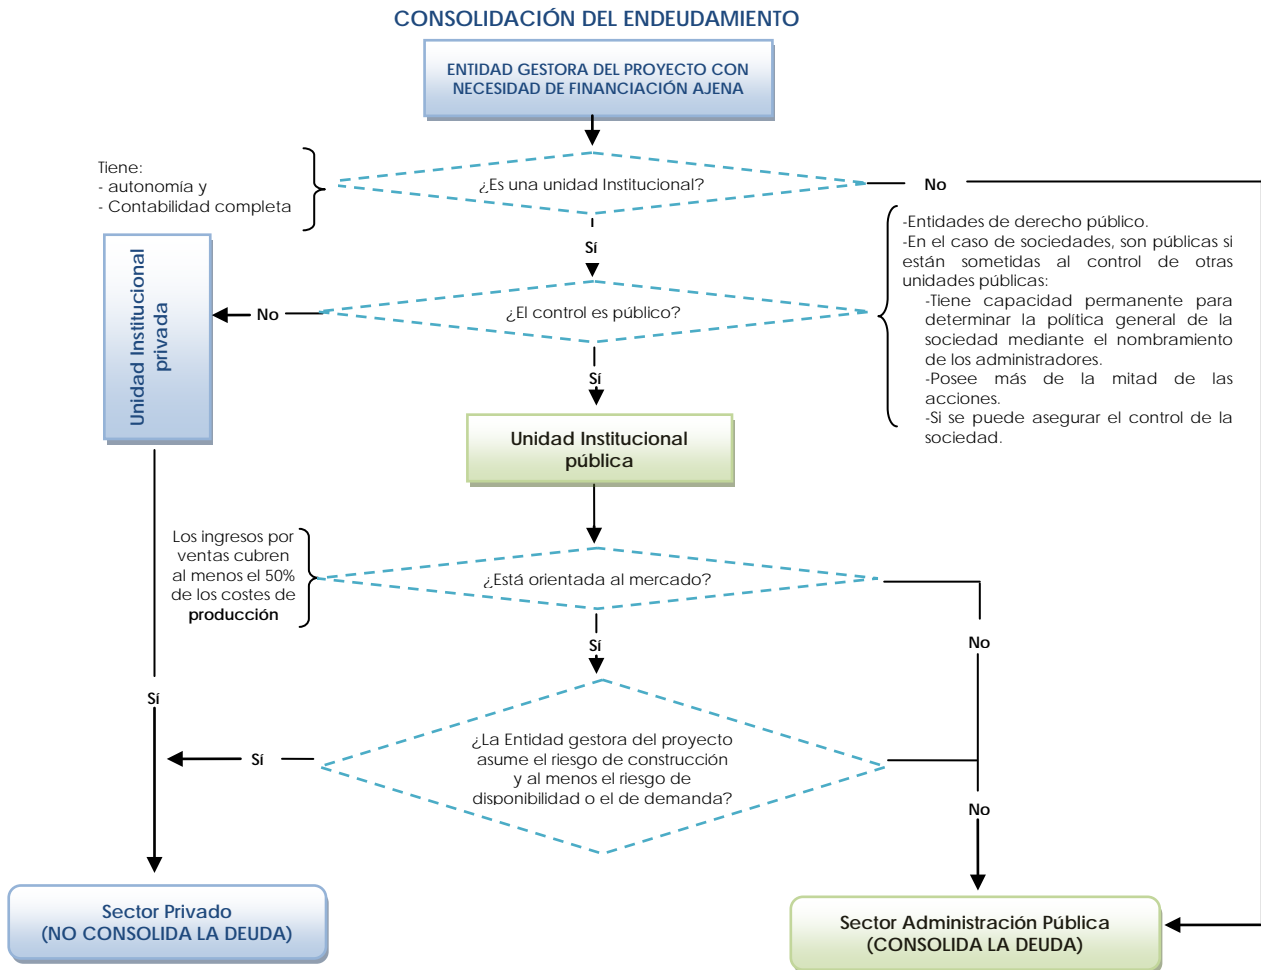 CONSOLIDACIÓN DEL ENDEUDAMIENTO
ENTIDAD GESTORA DEL PROYECTO CON
NECESIDAD DE FINANCIACIÓN AJENA
Tiene:
- autonomía y
- Contabilidad completa
¿Es una unidad Institucional?
No
Sí
-Entidades de derecho público.
-En el caso de sociedades, son públicas si
están sometidas al control de otras
unidades públicas:
-Tiene capacidad permanente para
determinar la política general de la
sociedad mediante el nombramiento
de los administradores.
-Posee más de la mitad de las
acciones.
-Si se puede asegurar el control de la
sociedad.
Unidad Institucional
privada
No
¿El control es público?
Sí
Unidad Institucional
pública
Los ingresos por
ventas cubren
al menos el 50%
de los costes de
producción
¿Está orientada al mercado?
No
Sí
Sí
Sí
¿La Entidad gestora del proyecto
asume el riesgo de construcción
y al menos el riesgo de
disponibilidad o el de demanda?
No
Sector Privado
(NO CONSOLIDA LA DEUDA)
Sector Administración Pública
(CONSOLIDA LA DEUDA)